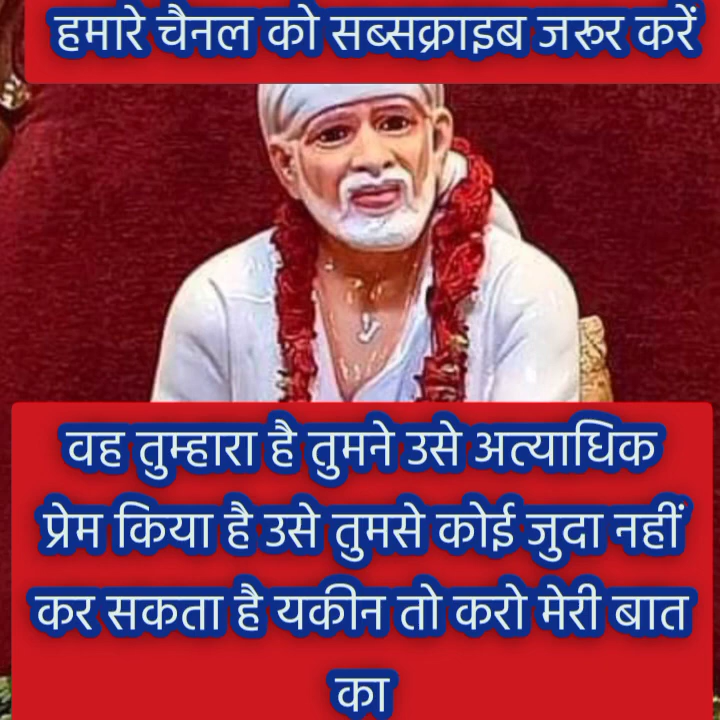 हमारे चैनल को सब्सक्राइब जरूर करें
वह तुम्हारा है तुमने उसे अत्याधिक
प्रेम किया है उसे तुमसे कोई जुदा नहीं
कर सकता है यकीन तो करो मेरी बात
का